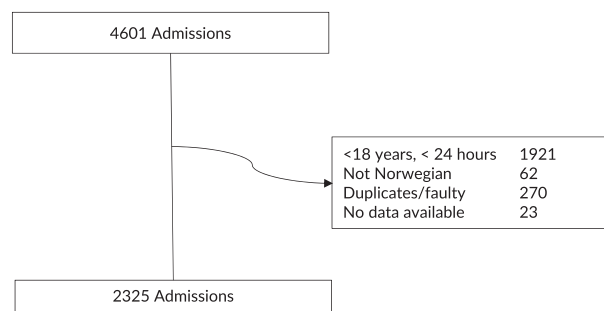 4601 Admissions
<18 years, < 24 hours 1921
Not Norwegian 62
Duplicates/faulty 270
No data available 23
2325 Admissions